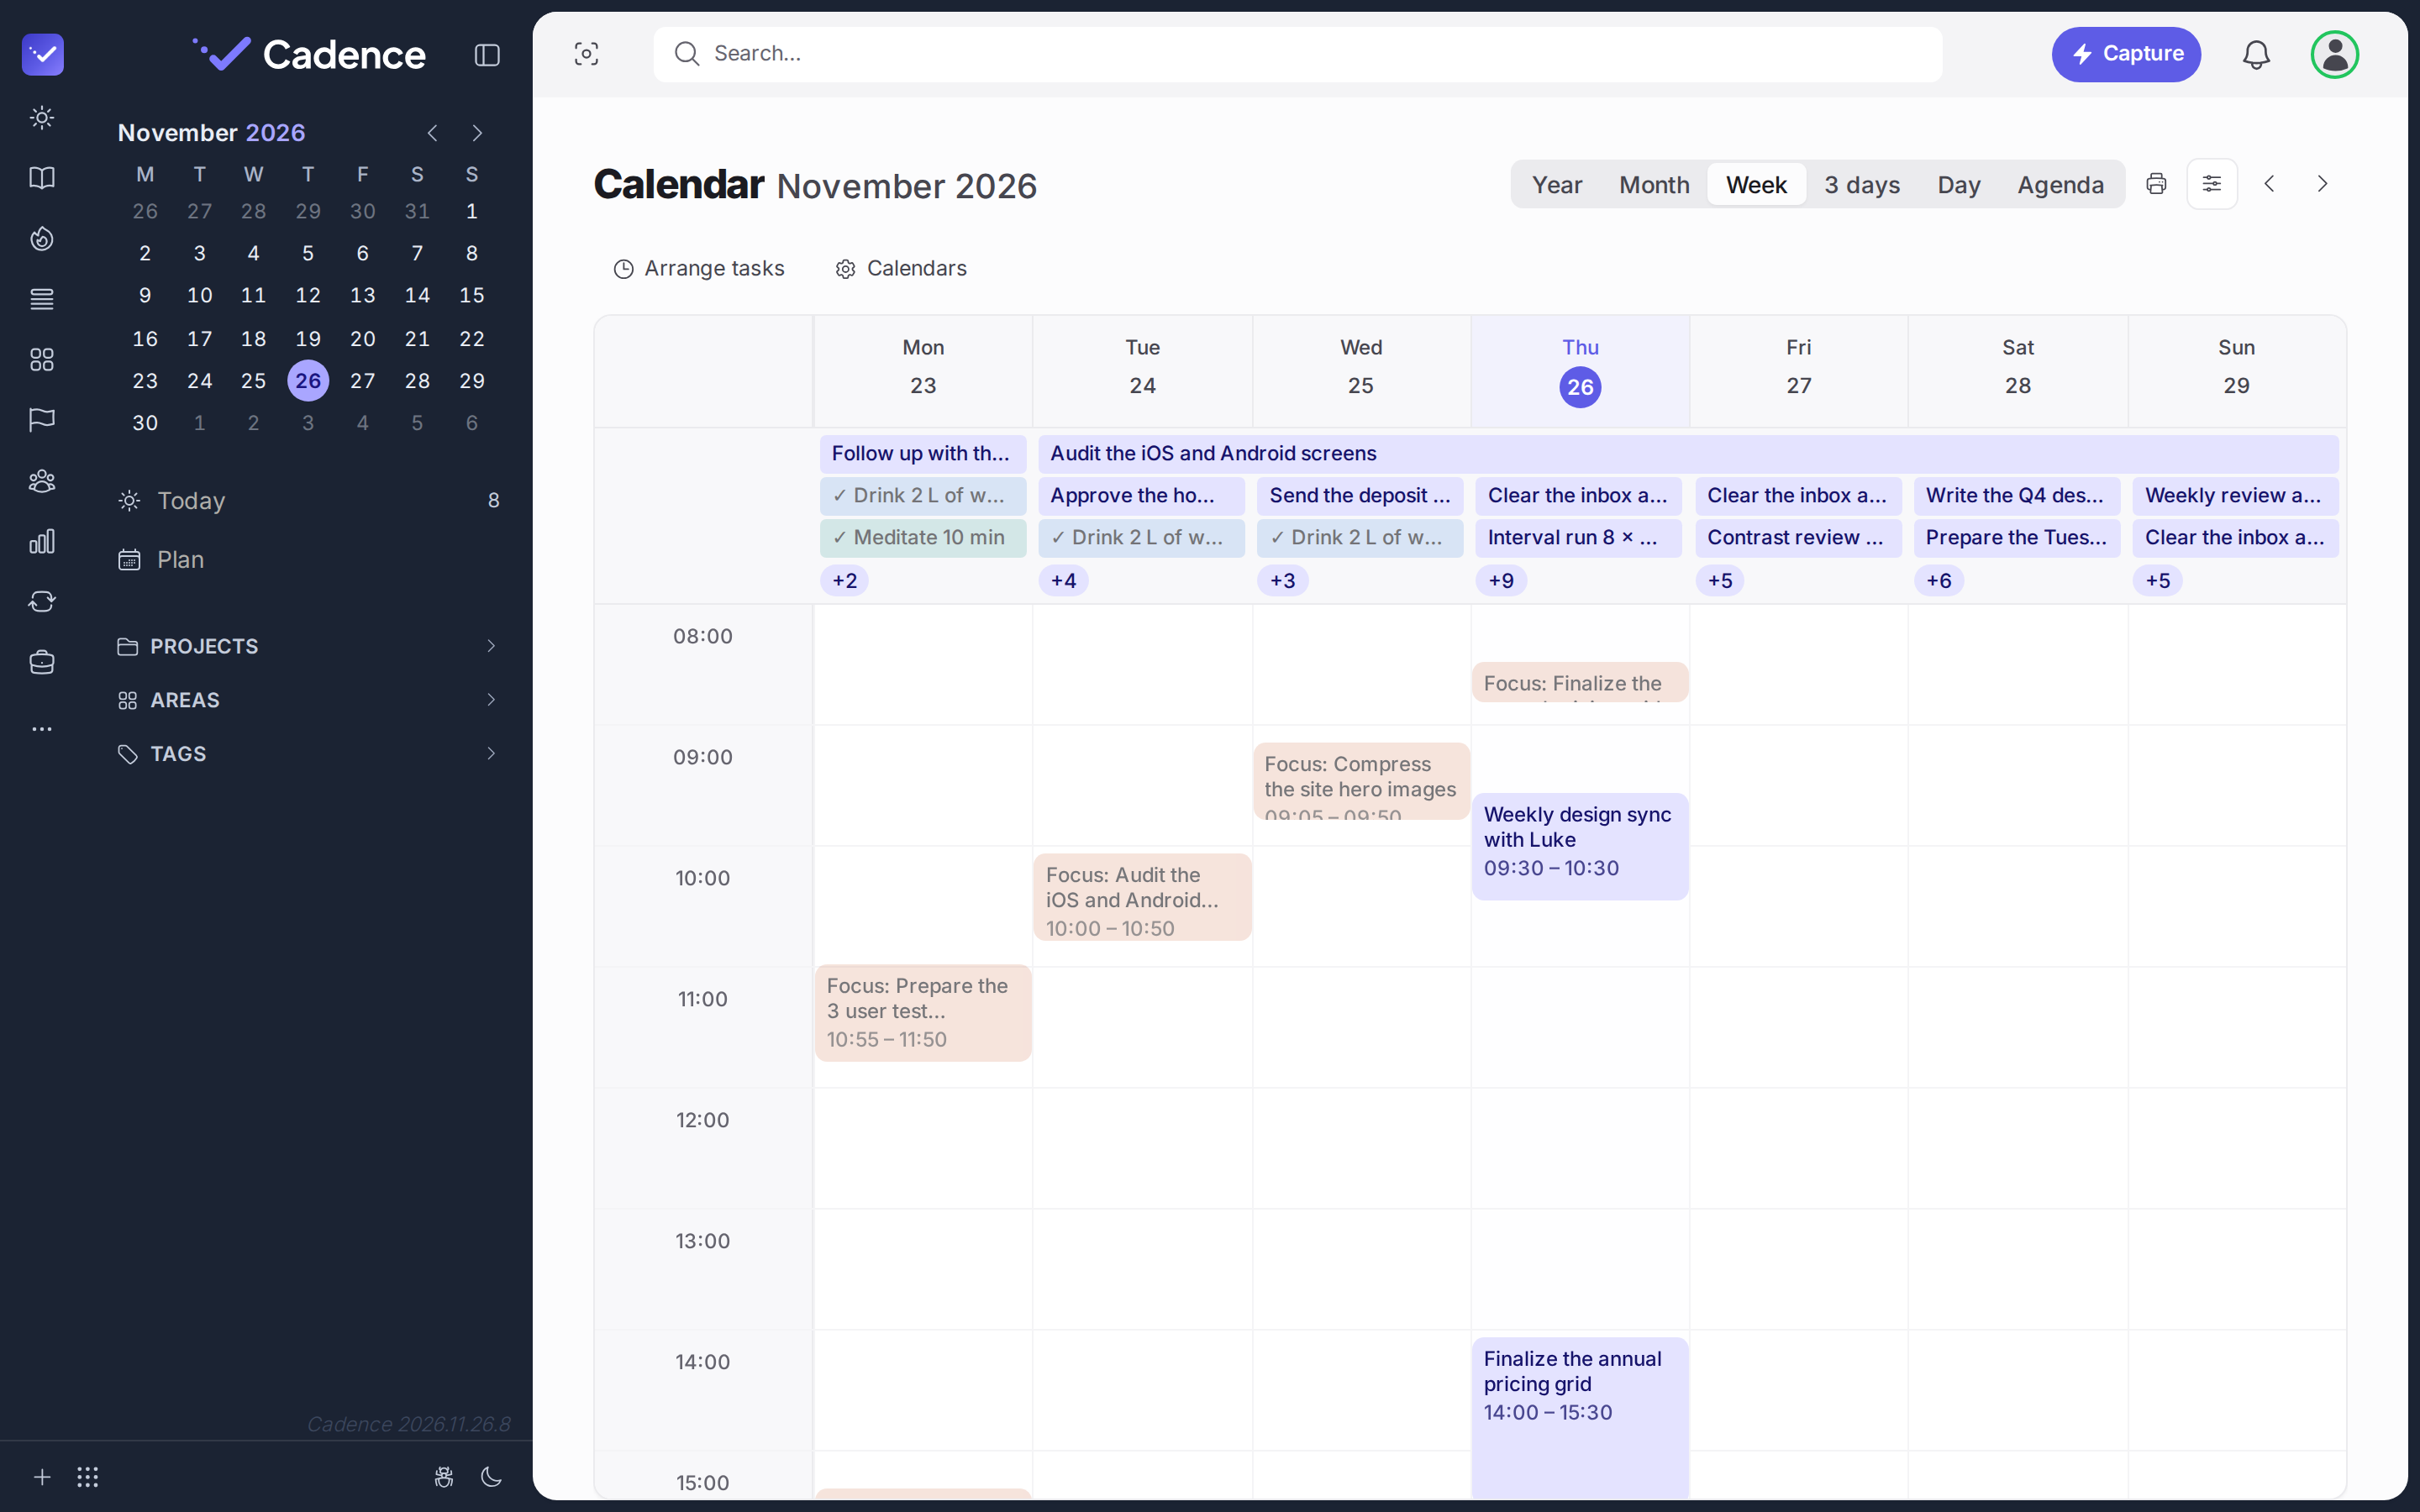 Cadence
November 2026
M T W T F S S
26 27 28 29 30 31 1
2 3 4 5 6 7 8
9 10 11 12 13 14 15
16 17 18 19 20 21 22
23 24 25 26 27 28 29
30 1 2 3 4 5 6
Today 8
Plan
PROJECTS
AREAS
TAGS
Cadence 2026.11.26.8
Search...
Capture
Calendar November 2026
Year Month Week 3 days Day Agenda
Arrange tasks Calendars
Mon Tue Wed Thu Fri Sat Sun
23 24 25 26 27 28 29
Follow up with th... Audit the iOS and Android screens
✓ Drink 2 L of w... Approve the ho... Send the deposit ... Clear the inbox a... Clear the inbox a... Write the Q4 des... Weekly review a...
✓ Meditate 10 min ✓ Drink 2 L of w... ✓ Drink 2 L of w... Interval run 8 × ... Contrast review ... Prepare the Tues... Clear the inbox a...
+2 +4 +3 +9 +5 +6 +5
08:00
Focus: Finalize the
09:00
Focus: Compress
the site hero images
09:05 – 09:50
Weekly design sync
with Luke
09:30 – 10:30
10:00
Focus: Audit the
iOS and Android...
10:00 – 10:50
11:00
Focus: Prepare the
3 user test...
10:55 – 11:50
12:00
13:00
14:00
Finalize the annual
pricing grid
14:00 – 15:30
15:00